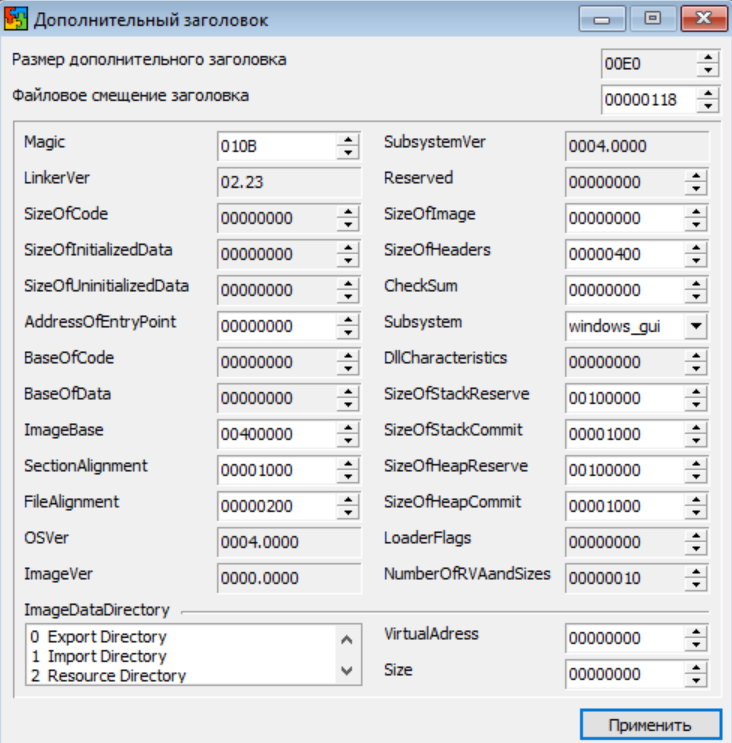 Дополнительный заголовок
Размер дополнительного заголовка 00E0
Файловое смещение заголовка 00000118
Magic 010B SubsystemVer 0004.0000
LinkerVer 02.23 Reserved 00000000
SizeOfCode 00000000 SizeOfImage 00000000
SizeOfInitializedData 00000000 SizeOfHeaders 00000400
SizeOfUninitializedData 00000000 CheckSum 00000000
AddressOfEntryPoint 00000000 Subsystem windows_gui
BaseOfCode 00000000 DllCharacteristics 00000000
BaseOfData 00000000 SizeOfStackReserve 00100000
ImageBase 00400000 SizeOfStackCommit 00001000
SectionAlignment 00001000 SizeOfHeapReserve 00100000
FileAlignment 00000200 SizeOfHeapCommit 00001000
OSVer 0004.0000 LoaderFlags 00000000
ImageVer 0000.0000 NumberOfRVAandSizes 00000010
ImageDataDirectory
0 Export Directory
1 Import Directory
2 Resource Directory
VirtualAdress 00000000
Size 00000000
Применить